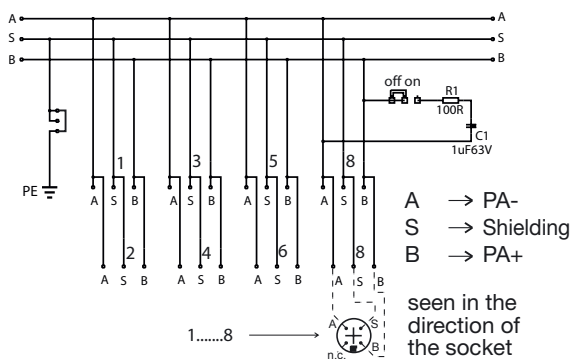 A A
S S
B B
off on
R1
100R
C1
1uF63V
PE
1 3 5 8
A S B A S B A S B A S B
2 4 6 8
A S B A S B A S B A S B
A → PA-
S → Shielding
B → PA+
A S
B
n.c.
1.......8
seen in the
direction of
the socket